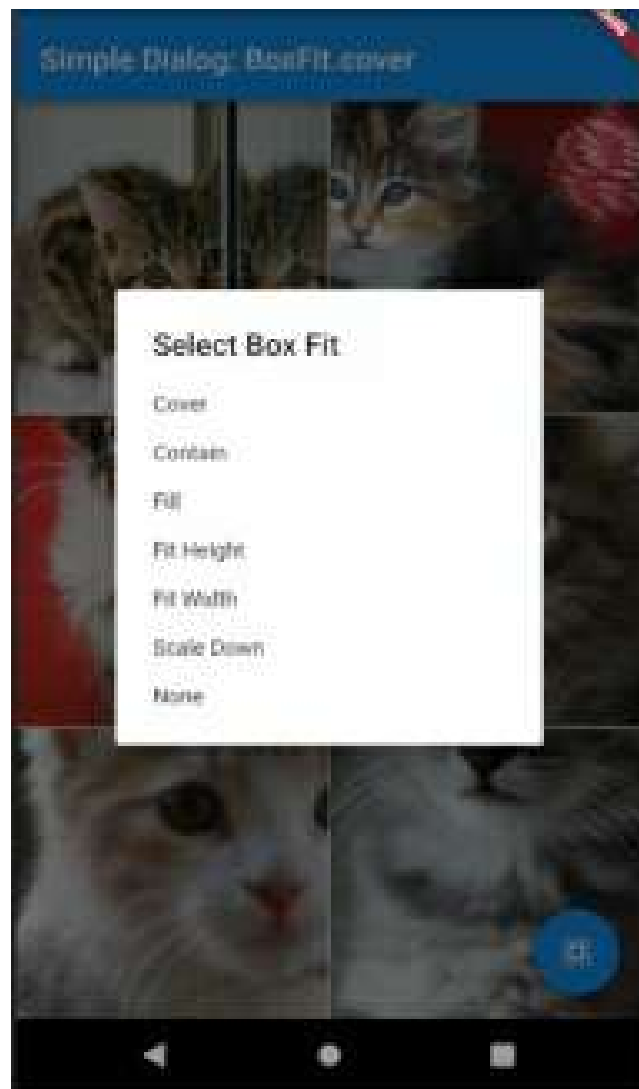 Simple Dialog: BoxFit.cover
Select Box Fit
Cover
Contain
Fill
Fit Height
Fit Width
Scale Down
None